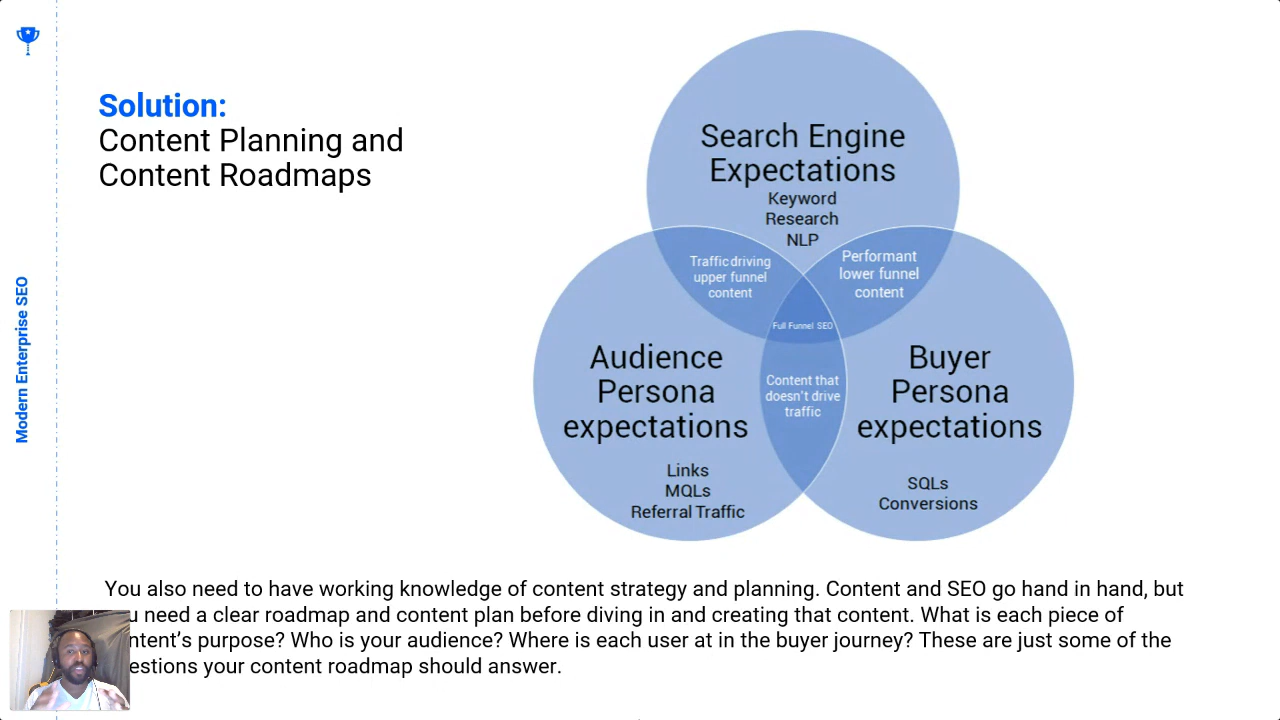 Solution:
Content Planning and
Content Roadmaps
Modern Enterprise SEO
Search Engine
Expectations
Keyword
Research
NLP
Traffic driving
upper funnel
content
Performant
lower funnel
content
Full Funnel SEO
Audience
Persona
expectations
Links
MQLs
Referral Traffic
Content that
doesn't drive
traffic
Buyer
Persona
expectations
SQLs
Conversions
You also need to have working knowledge of content strategy and planning. Content and SEO go hand in hand, but
need a clear roadmap and content plan before diving in and creating that content. What is each piece of
purpose? Who is your audience? Where is each user at in the buyer journey? These are just some of the
your content roadmap should answer.